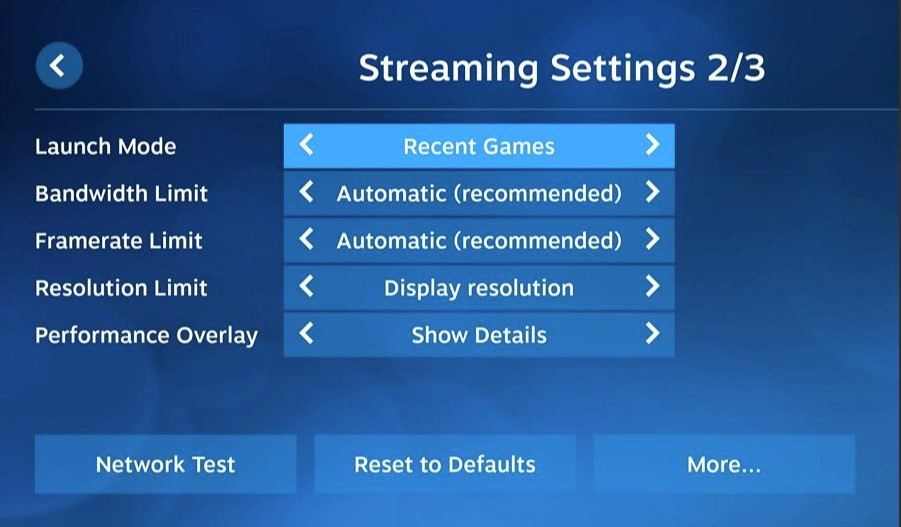 Streaming Settings 2/3
Launch Mode Recent Games
Bandwidth Limit Automatic (recommended)
Framerate Limit Automatic (recommended)
Resolution Limit Display resolution
Performance Overlay Show Details
Network Test Reset to Defaults More...